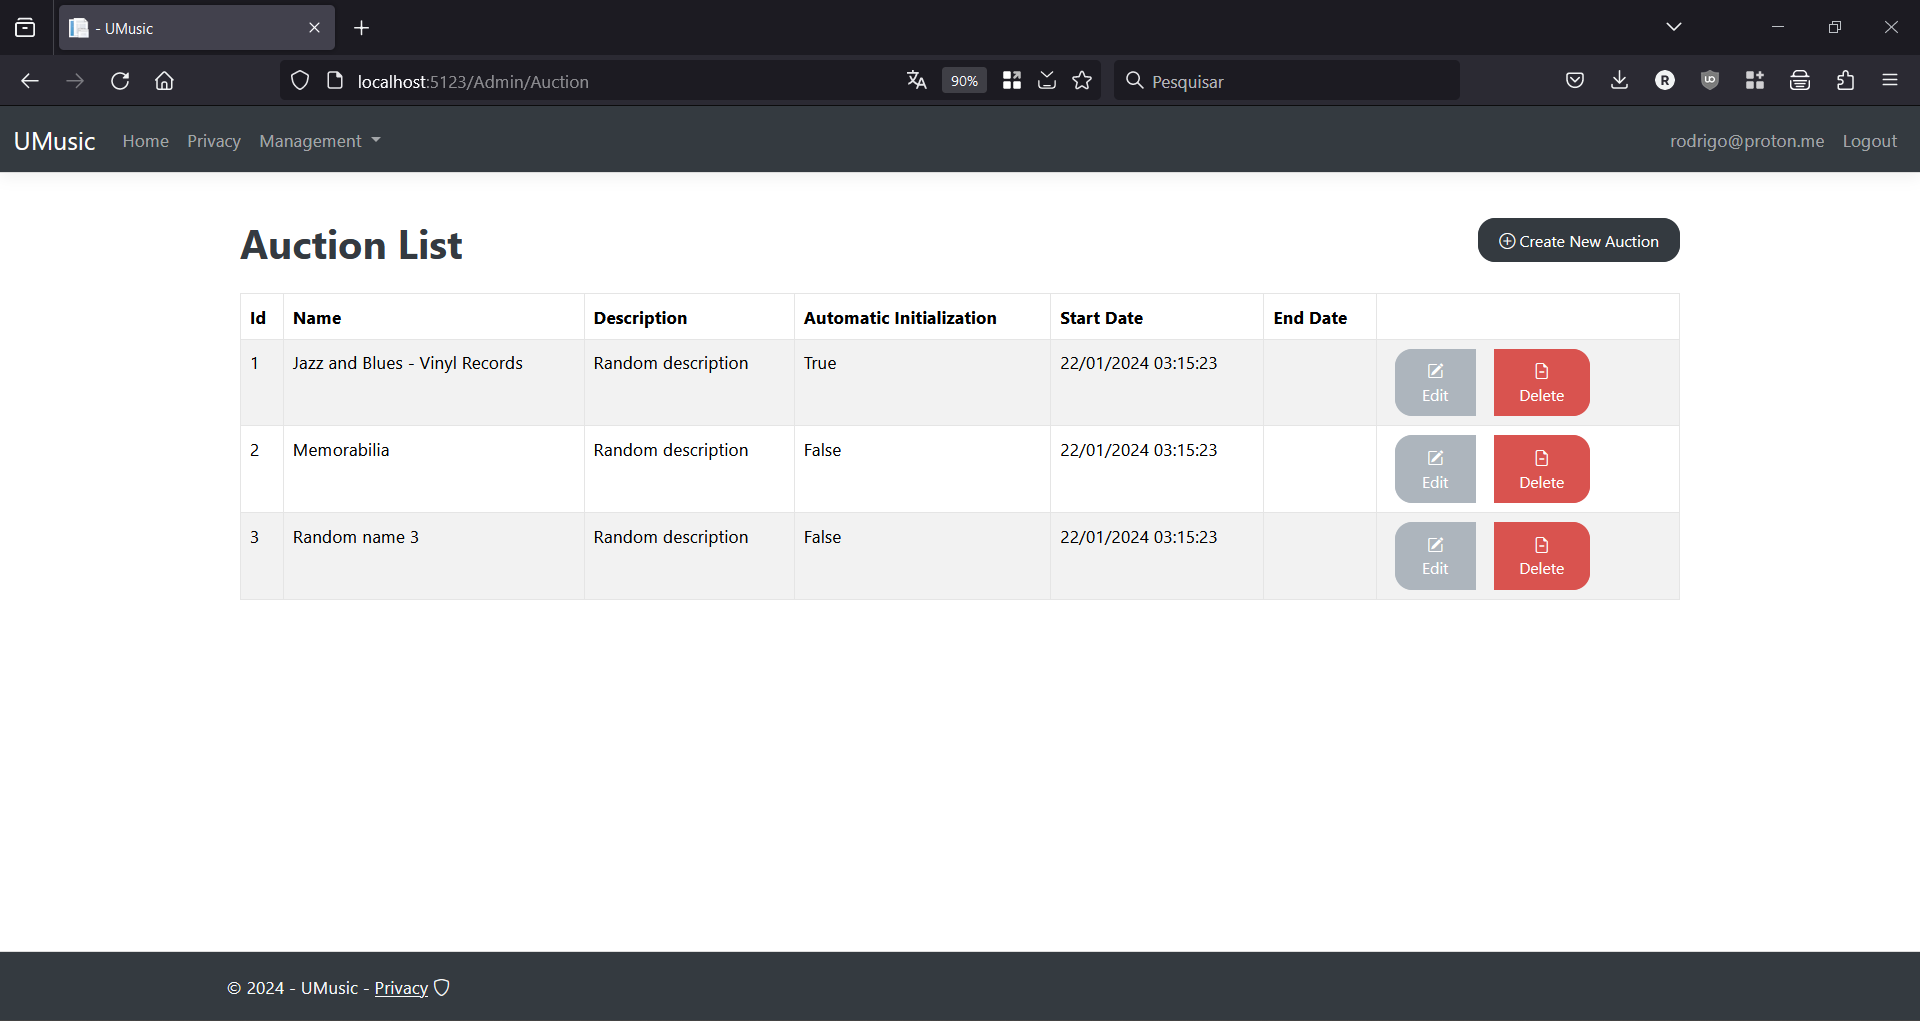 - UMusic
localhost:5123/Admin/Auction
90%
Pesquisar
R
UMusic Home Privacy Management
rodrigo@proton.me Logout
Auction List
Create New Auction
Id Name Description Automatic Initialization Start Date End Date
1 Jazz and Blues - Vinyl Records Random description True 22/01/2024 03:15:23 Edit Delete
2 Memorabilia Random description False 22/01/2024 03:15:23 Edit Delete
3 Random name 3 Random description False 22/01/2024 03:15:23 Edit Delete
© 2024 - UMusic - Privacy